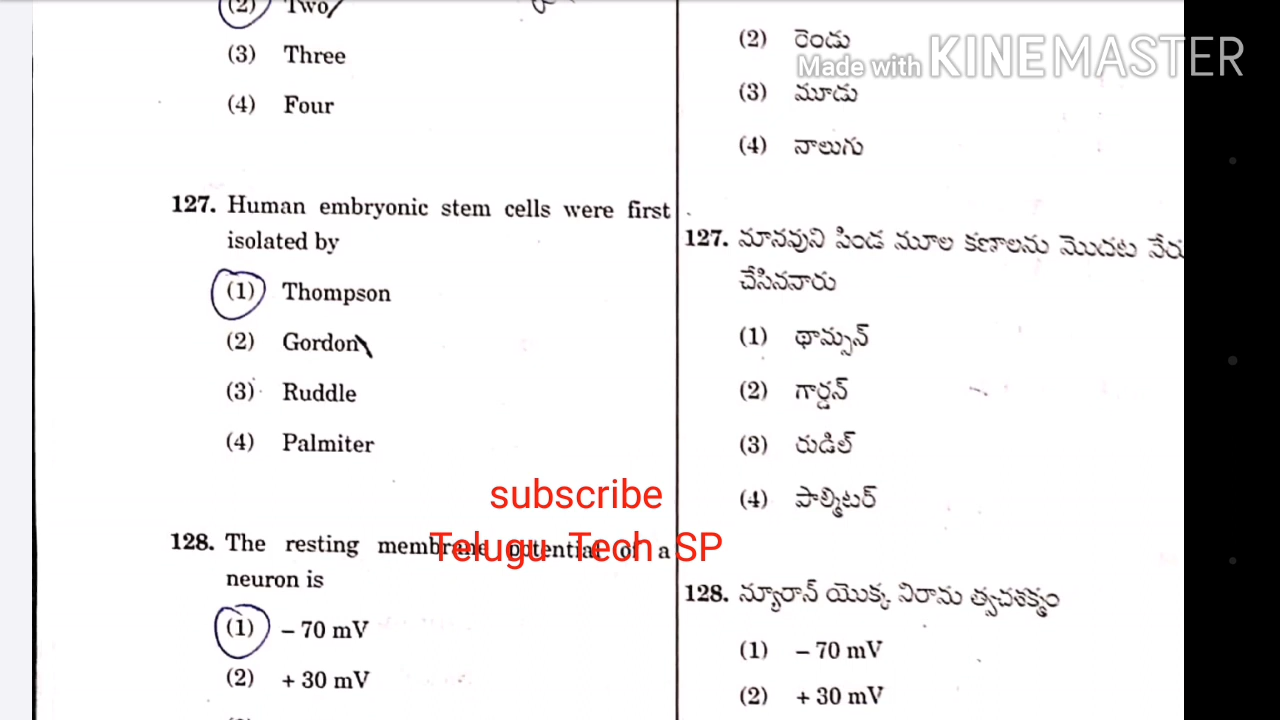 (2) Two
(3) Three
(4) Four
127. Human embryonic stem cells were first
isolated by
(1) Thompson
(2) Gordon
(3) Ruddle
(4) Palmiter
128. The resting membrane potential of a
neuron is
(1) – 70 mV
(2) + 30 mV
(2) రెండు
(3) మూడు
(4) నాలుగు
127. మానవుని పిండ మూల కణాలను మొదట వేరు
చేసిననారు
(1) థామ్సన్
(2) గార్డన్
(3) రుడిల్
(4) పాల్మిటర్
128. న్యూరాన్ యొక్క నిరాను త్వచశక్మం
(1) – 70 mV
(2) + 30 mV
Made with KINEMASTER
subscribe
Telugu Tech SP